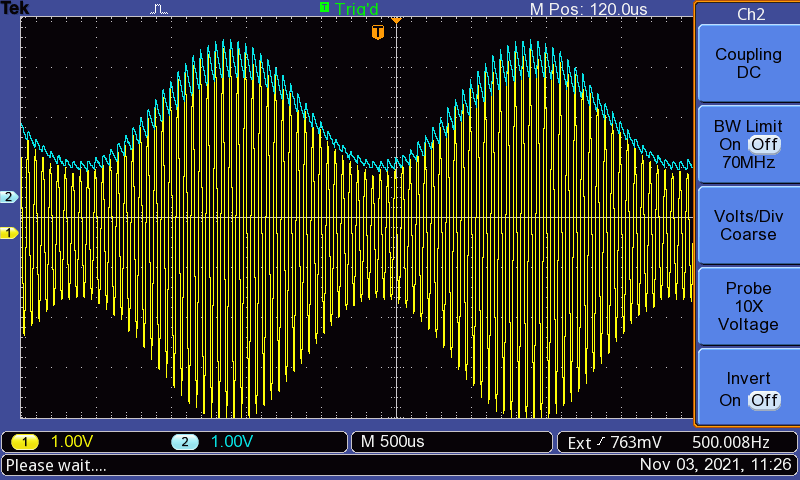 Tek T Trig'd M Pos: 120.0us
Ch2
Coupling
DC
BW Limit
On Off
70MHz
Volts/Div
Coarse
Probe
10X
Voltage
Invert
On Off
T
2
1
1 1.00V 2 1.00V M 500us Ext 763mV 500.008Hz
Please wait.... Nov 03, 2021, 11:26